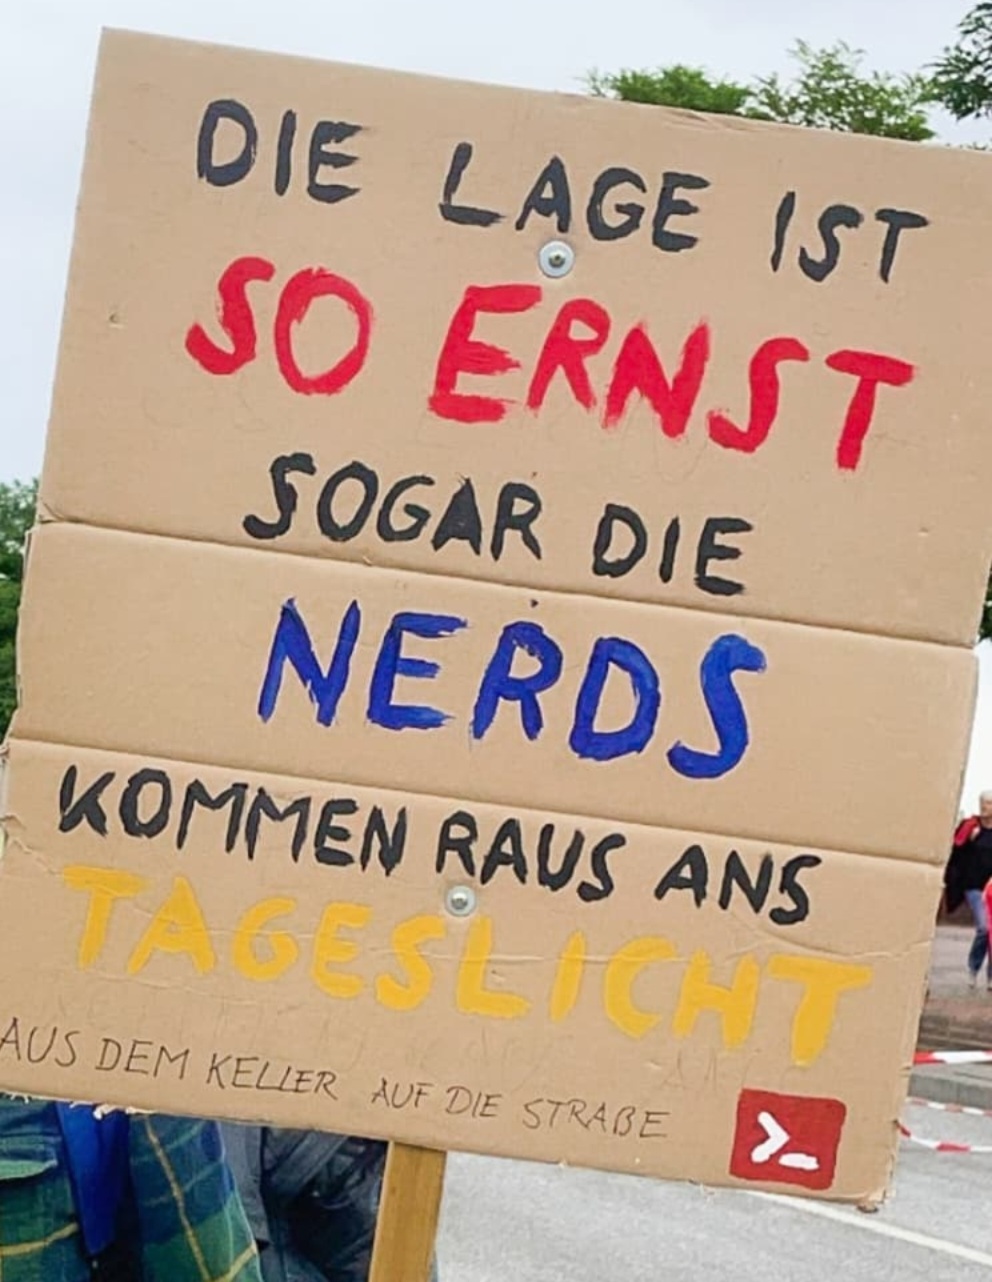 DIE LAGE IST
SO ERNST
SOGAR DIE
NERDS
KOMMEN RAUS ANS
TAGESLICHT
AUS DEM KELLER AUF DIE STRAßE
>_